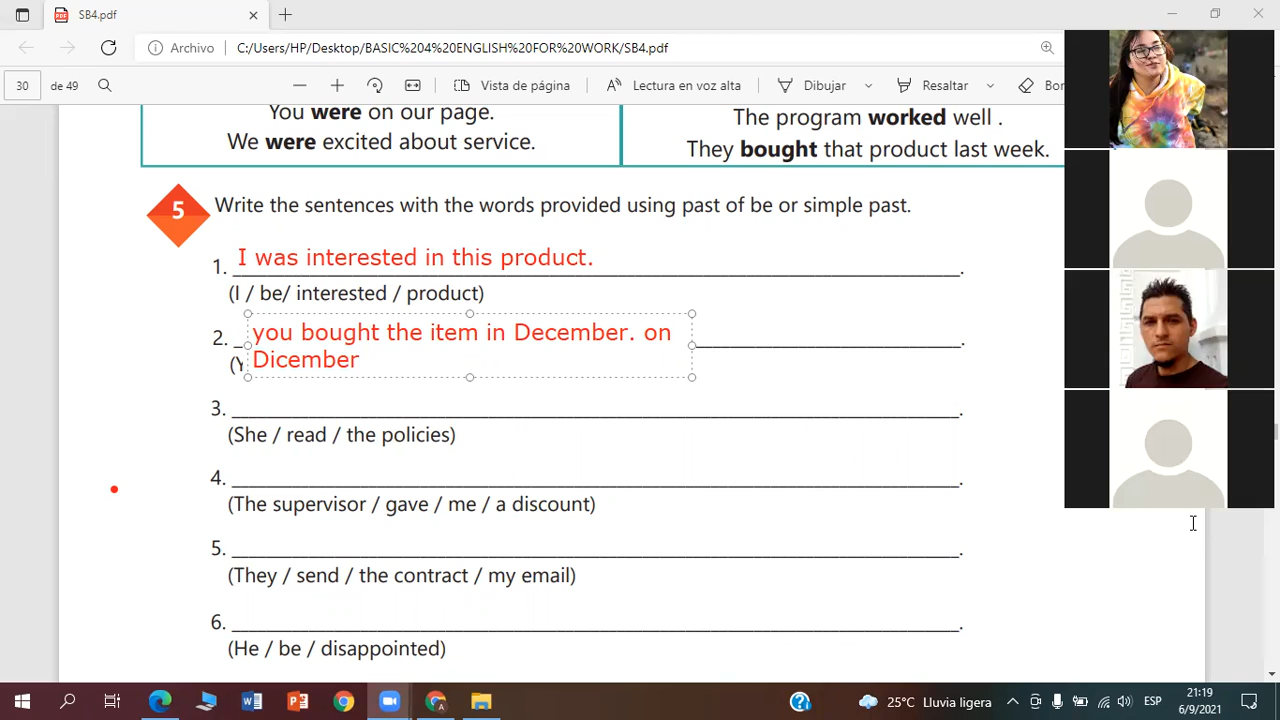 SB4.pdf
Archivo C:/Users/HP/Desktop/BASIC%204%20ENGLISH%20FOR%20WORK/SB4.pdf
30 de 49 Vista de página Lectura en voz alta Dibujar Resaltar Bor
You were on our page.
We were excited about service.
The program worked well .
They bought that product last week.
5 Write the sentences with the words provided using past of be or simple past.
1. I was interested in this product. .
(I / be/ interested / product)
2. you bought the item in December. on .
Dicember
(Y
3. .
(She / read / the policies)
4. .
(The supervisor / gave / me / a discount)
5. .
(They / send / the contract / my email)
6. .
(He / be / disappointed)
25°C Lluvia ligera ESP 21:19
6/9/2021